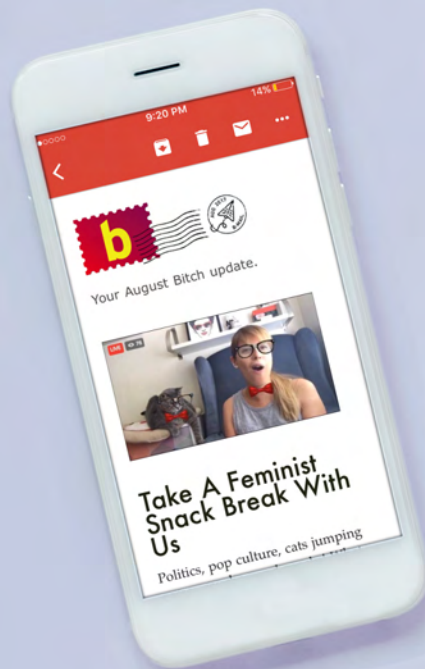 9:20 PM
14%
b
Your August Bitch update.
LIVE
Take A Feminist
Snack Break With
Us
Politics, pop culture, cats jumping